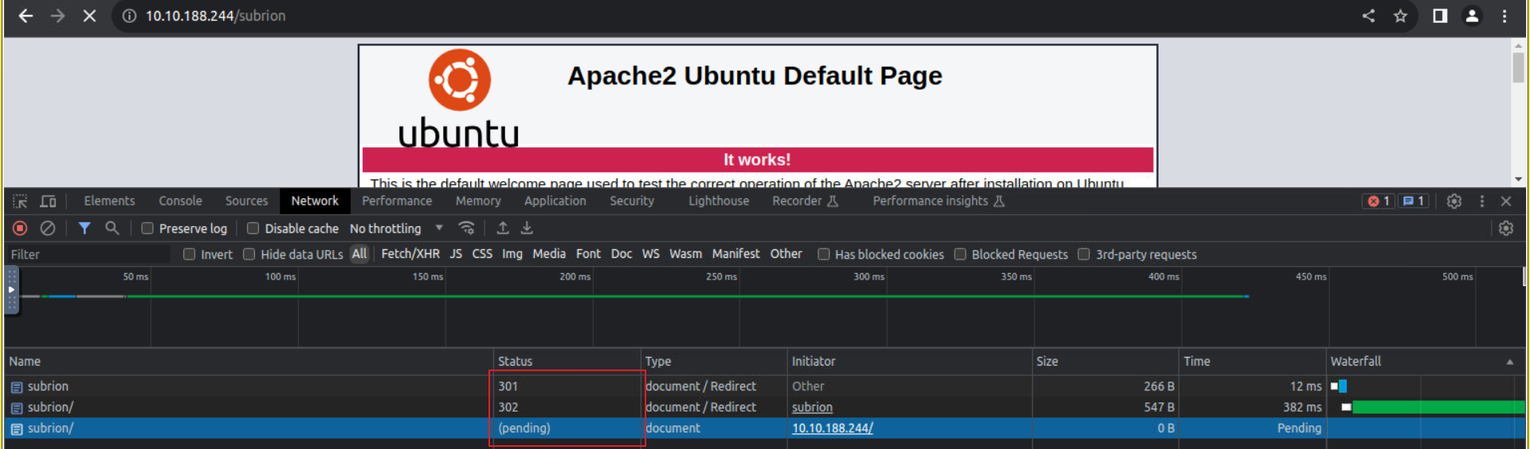 10.10.188.244/subrion
Apache2 Ubuntu Default Page
ubuntu
It works!
This is the default welcome page used to test the correct operation of the Apache2 server after installation on Ubuntu
Elements Console Sources Network Performance Memory Application Security Lighthouse Recorder Performance insights 1 1
Preserve log Disable cache No throttling
Filter Invert Hide data URLs All Fetch/XHR JS CSS Img Media Font Doc WS Wasm Manifest Other Has blocked cookies Blocked Requests 3rd-party requests
50 ms 100 ms 150 ms 200 ms 250 ms 300 ms 350 ms 400 ms 450 ms 500 ms
Name Status Type Initiator Size Time Waterfall
subrion 301 document / Redirect Other 266 B 12 ms
subrion/ 302 document / Redirect subrion 547 B 382 ms
subrion/ (pending) document 10.10.188.244/ 0 B Pending